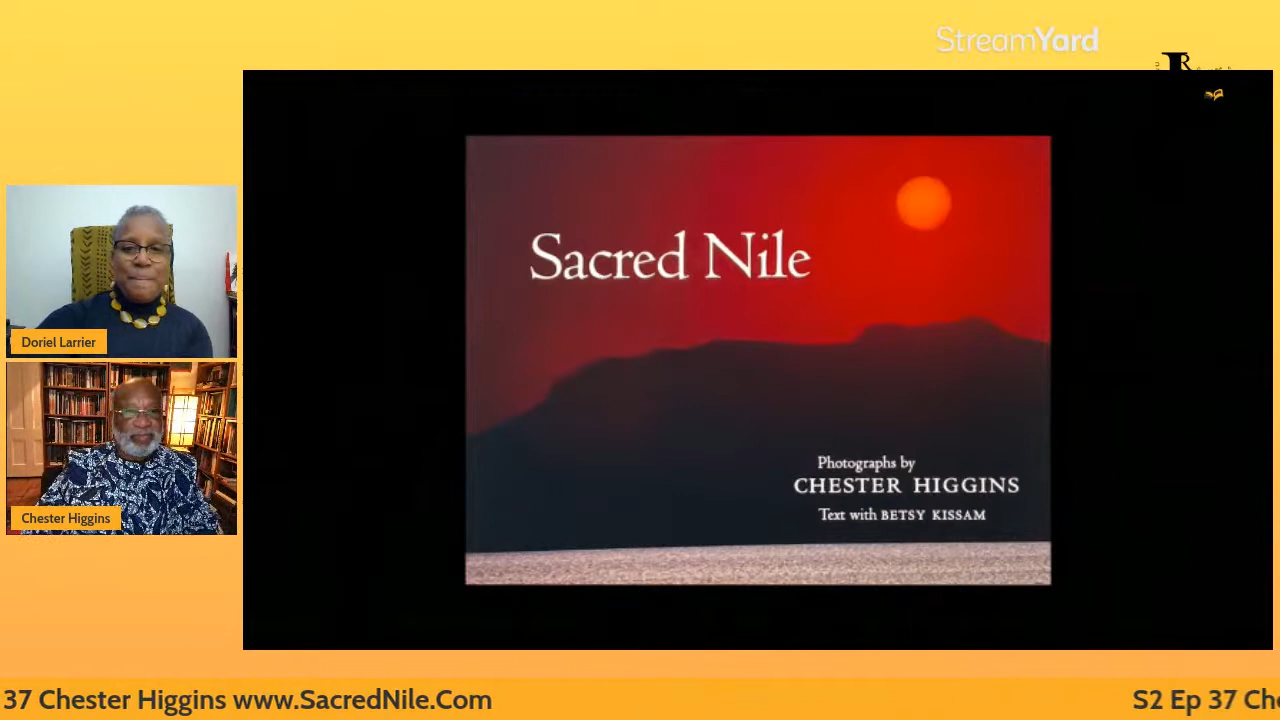 StreamYard
R
Sacred Nile
Photographs by
CHESTER HIGGINS
Text with BETSY KISSAM
Doriel Larrier
Chester Higgins
37 Chester Higgins www.SacredNile.Com
S2 Ep 37 Che